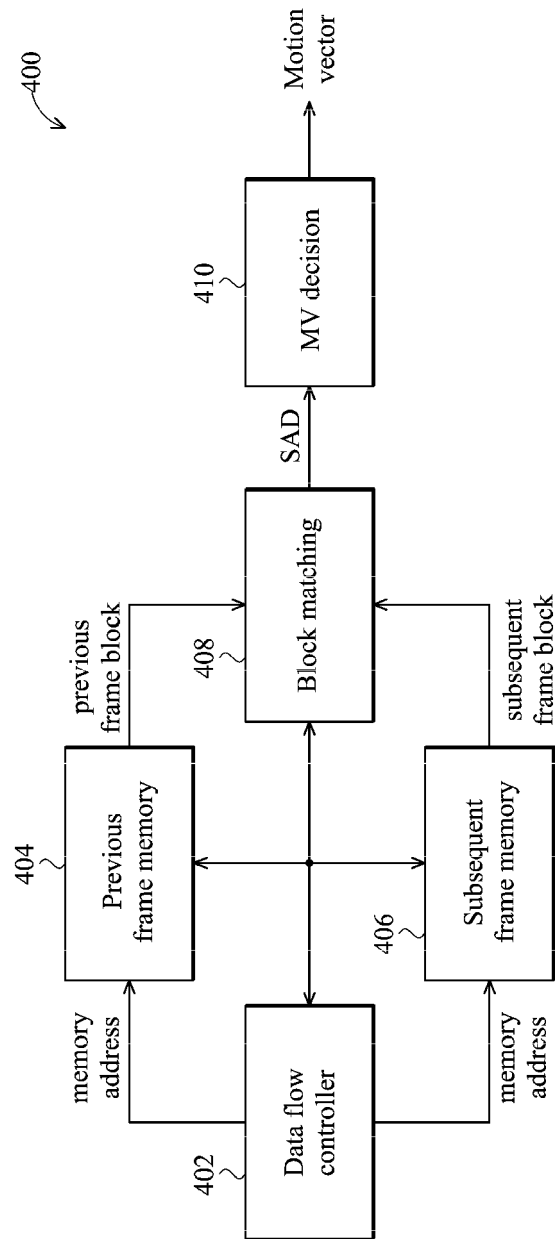 400
402
Data flow
controller
memory
address
memory
address
404
Previous
frame memory
406
Subsequent
frame memory
previous
frame block
subsequent
frame block
408
Block matching
SAD
410
MV decision
Motion
vector